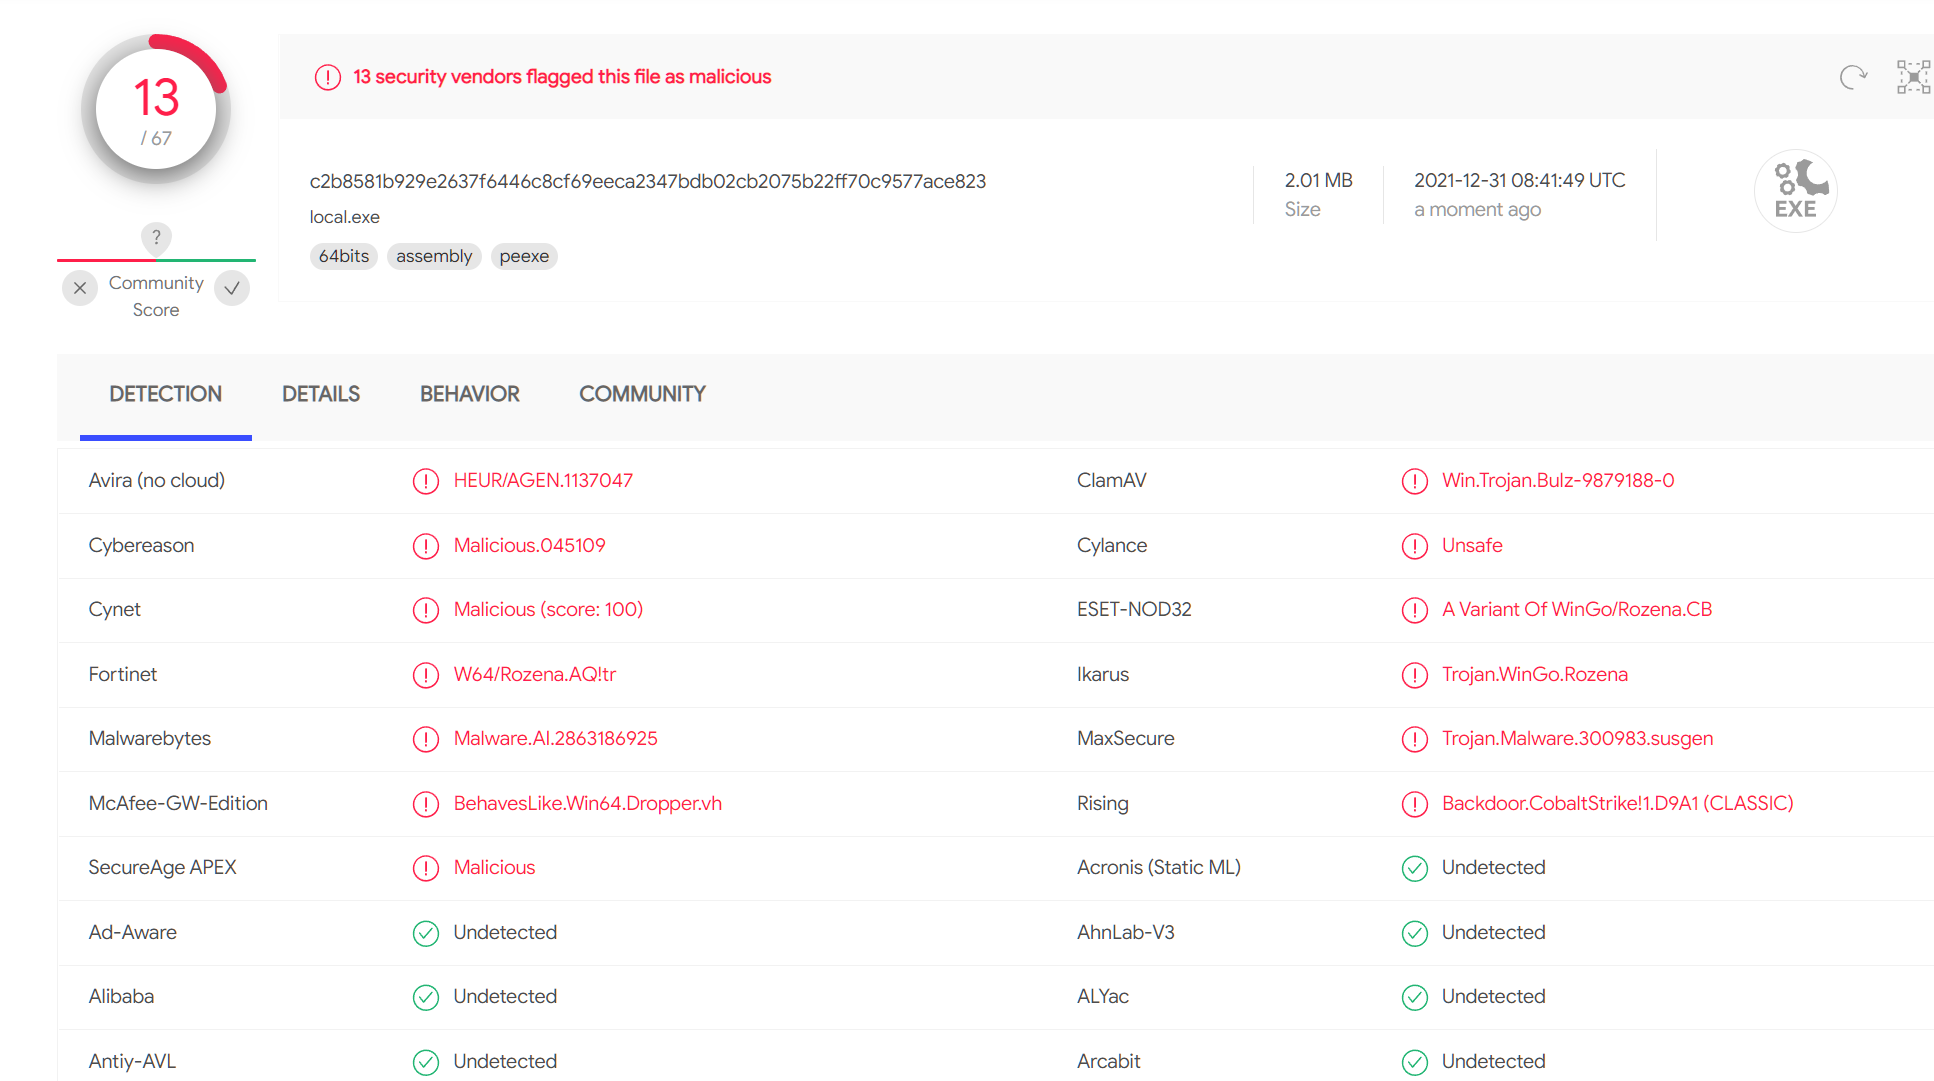 13
/ 67
13 security vendors flagged this file as malicious
c2b8581b929e2637f6446c8cf69eeca2347bdb02cb2075b22ff70c9577ace823
local.exe
64bits assembly peexe
2.01 MB
Size
2021-12-31 08:41:49 UTC
a moment ago
EXE
?
Community
Score
DETECTION DETAILS BEHAVIOR COMMUNITY
Avira (no cloud) HEUR/AGEN.1137047 ClamAV Win.Trojan.Bulz-9879188-0
Cybereason Malicious.045109 Cylance Unsafe
Cynet Malicious (score: 100) ESET-NOD32 A Variant Of WinGo/Rozena.CB
Fortinet W64/Rozena.AQ!tr Ikarus Trojan.WinGo.Rozena
Malwarebytes Malware.AI.2863186925 MaxSecure Trojan.Malware.300983.susgen
McAfee-GW-Edition BehavesLike.Win64.Dropper.vh Rising Backdoor.CobaltStrike!1.D9A1 (CLASSIC)
SecureAge APEX Malicious Acronis (Static ML) Undetected
Ad-Aware Undetected AhnLab-V3 Undetected
Alibaba Undetected ALYac Undetected
Antiy-AVL Undetected Arcabit Undetected